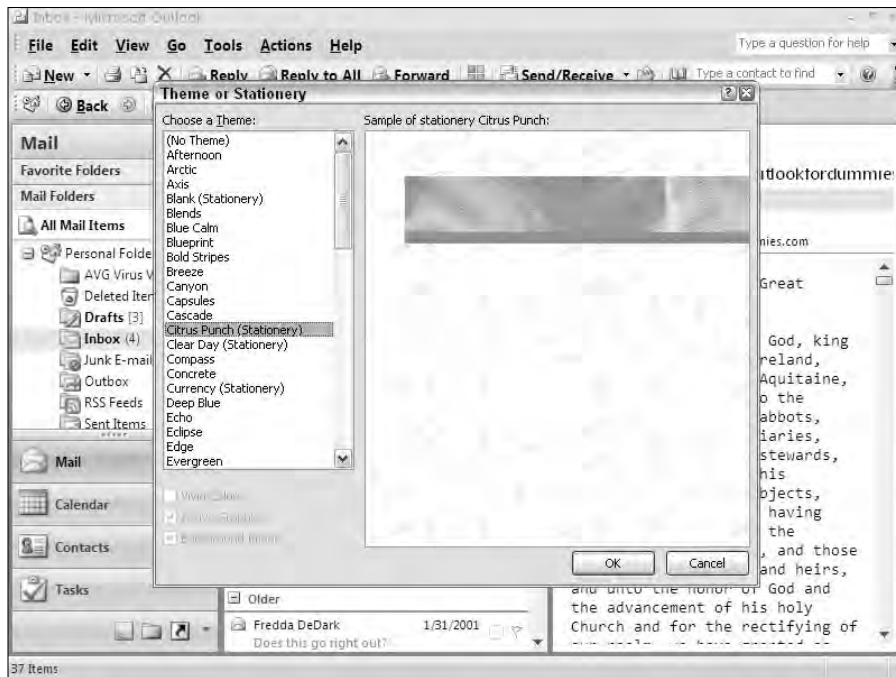 Inbox - Microsoft Outlook
File Edit View Go Tools Actions Help
Type a question for help
New Reply Reply to All Forward Send/Receive Type a contact to find
Back
Theme or Stationery
Mail
Favorite Folders
Mail Folders
All Mail Items
Personal Folde
AVG Virus V
Deleted Iter
Drafts [3]
Inbox (4)
Junk E-mail
Outbox
RSS Feeds
Sent Items
Mail
Calendar
Contacts
Tasks
Choose a Theme:
(No Theme)
Afternoon
Arctic
Axis
Blank (Stationery)
Blends
Blue Calm
Blueprint
Bold Stripes
Breeze
Canyon
Capsules
Cascade
Citrus Punch (Stationery)
Clear Day (Stationery)
Compass
Concrete
Currency (Stationery)
Deep Blue
Echo
Eclipse
Edge
Evergreen
Vivid Colors
Active Graphics
Background Image
Sample of stationery Citrus Punch:
OK Cancel
Older
Fredda DeDark 1/31/2001
Does this go right out?
utlookfordummie
nies.com
Great
God, king
reland,
Aquitaine,
o the
abbots,
iaries,
stewards,
his
bjects,
having
the
, and those
and heirs,
and unto the honor of God and
the advancement of his holy
Church and for the rectifying of
37 Items